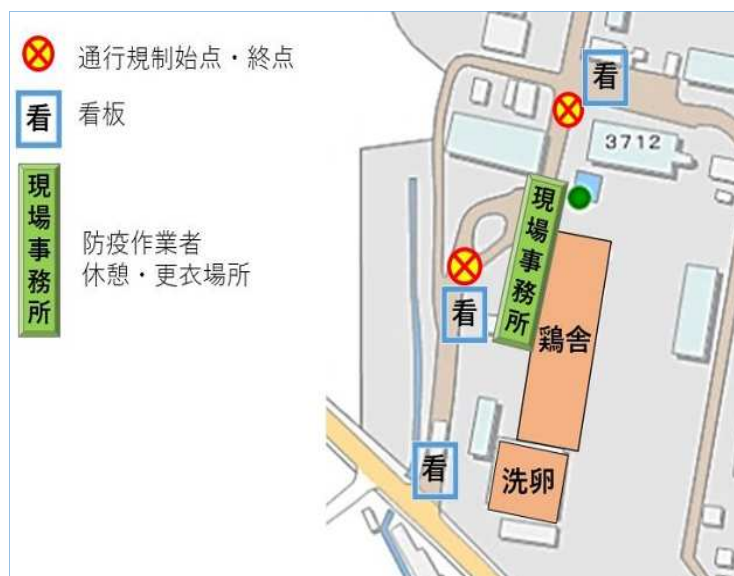 通行規制始点・終点
看
看板
現場事務所
防疫作業者
休憩・更衣場所
看
3712
現場事務所
看
鶏舎
看
洗卵